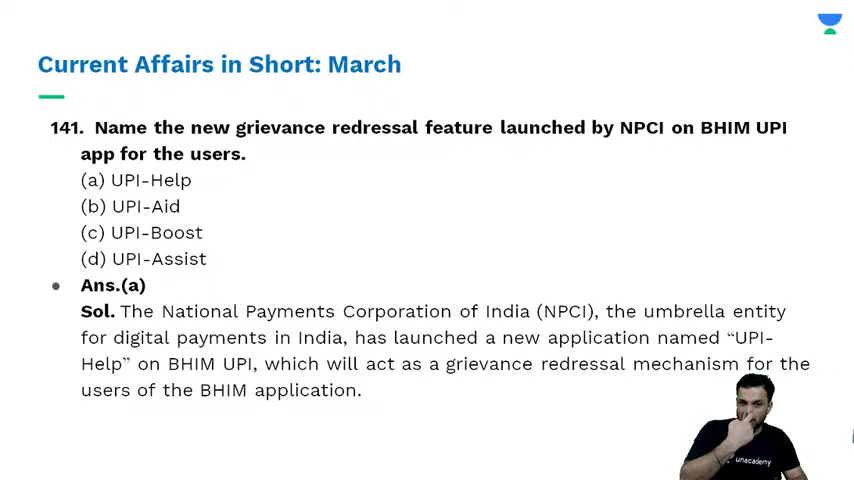 Current Affairs in Short: March
141. Name the new grievance redressal feature launched by NPCI on BHIM UPI
app for the users.
(a) UPI-Help
(b) UPI-Aid
(c) UPI-Boost
(d) UPI-Assist
● Ans.(a)
Sol. The National Payments Corporation of India (NPCI), the umbrella entity
for digital payments in India, has launched a new application named “UPI-
Help” on BHIM UPI, which will act as a grievance redressal mechanism for the
users of the BHIM application.
unacademy